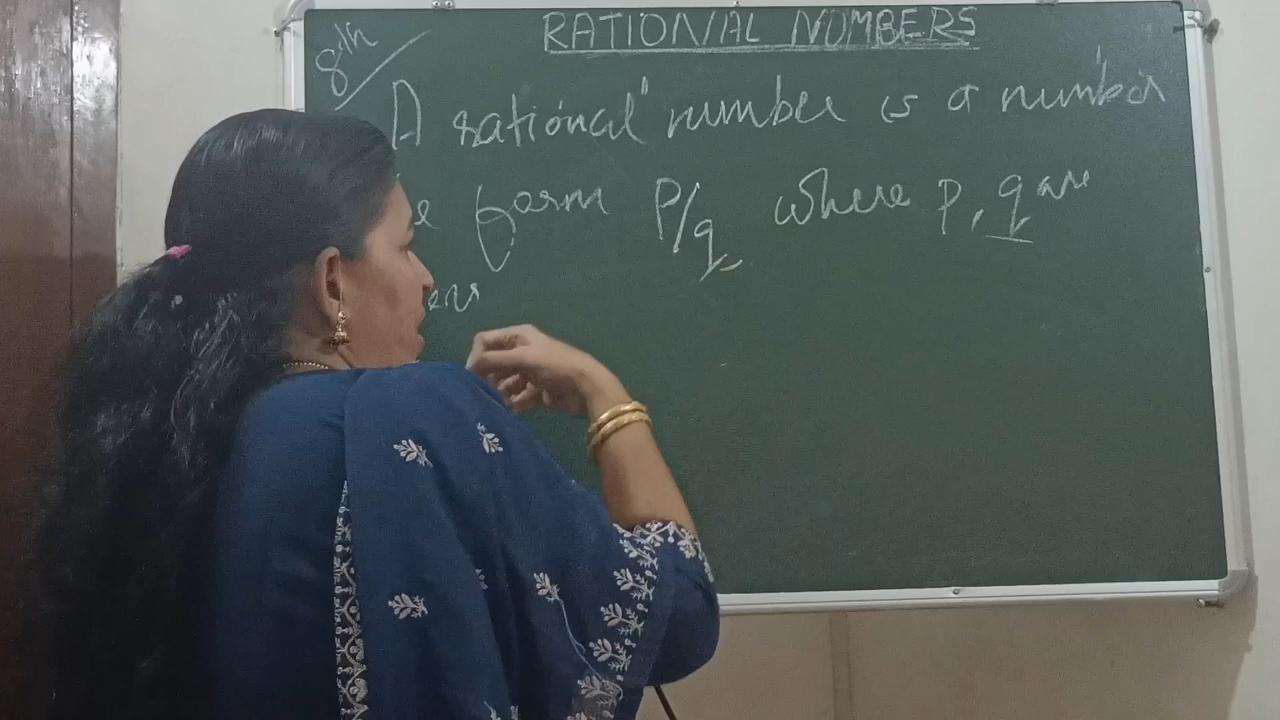 RATIONAL NUMBERS
8th
A rational number is a number
form P/q where p, q are